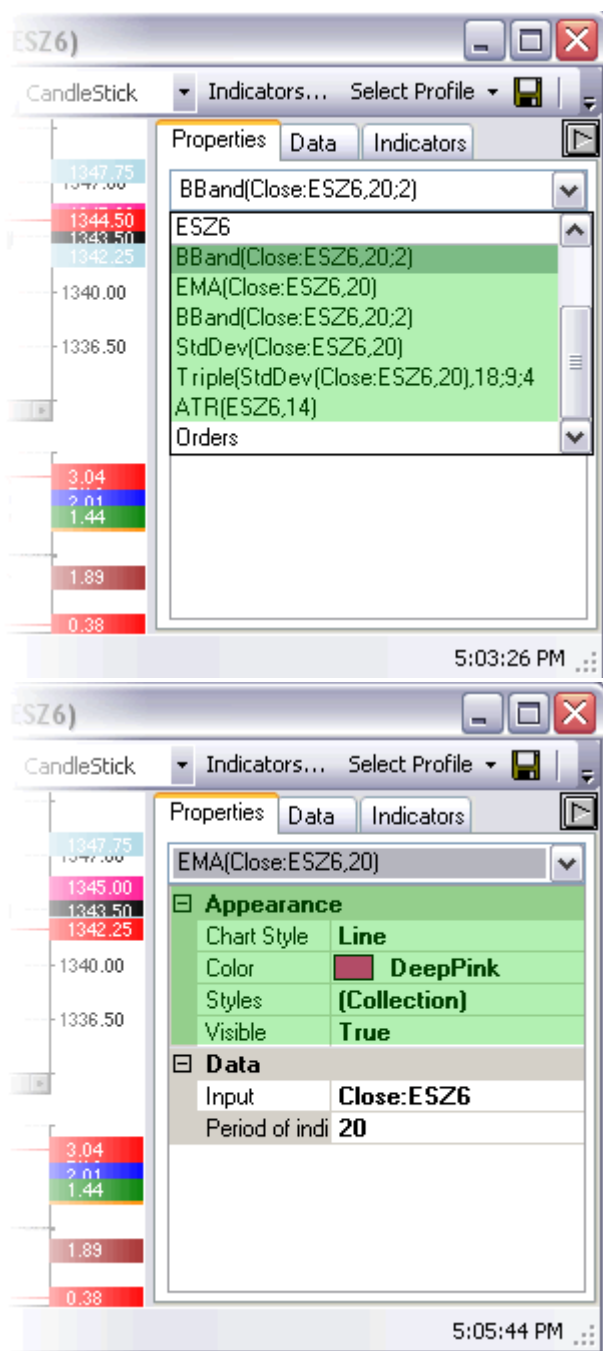 ESZ6)
CandleStick Indicators... Select Profile
Properties Data Indicators
1347.75
1347.00
1344.50
1343.50
1342.25
1340.00
1336.50
BBand(Close:ESZ6,20;2)
ESZ6
BBand(Close:ESZ6,20;2)
EMA(Close:ESZ6,20)
BBand(Close:ESZ6,20;2)
StdDev(Close:ESZ6,20)
Triple(StdDev(Close:ESZ6,20),18;9;4
ATR(ESZ6,14)
Orders
3.04
2.01
1.44
1.89
0.38
5:03:26 PM
ESZ6)
CandleStick Indicators... Select Profile
Properties Data Indicators
1347.75
1347.00
1345.00
1343.50
1342.25
1340.00
1336.50
EMA(Close:ESZ6,20)
Appearance
Chart Style Line
Color DeepPink
Styles (Collection)
Visible True
Data
Input Close:ESZ6
Period of indi 20
3.04
2.01
1.44
1.89
0.38
5:05:44 PM